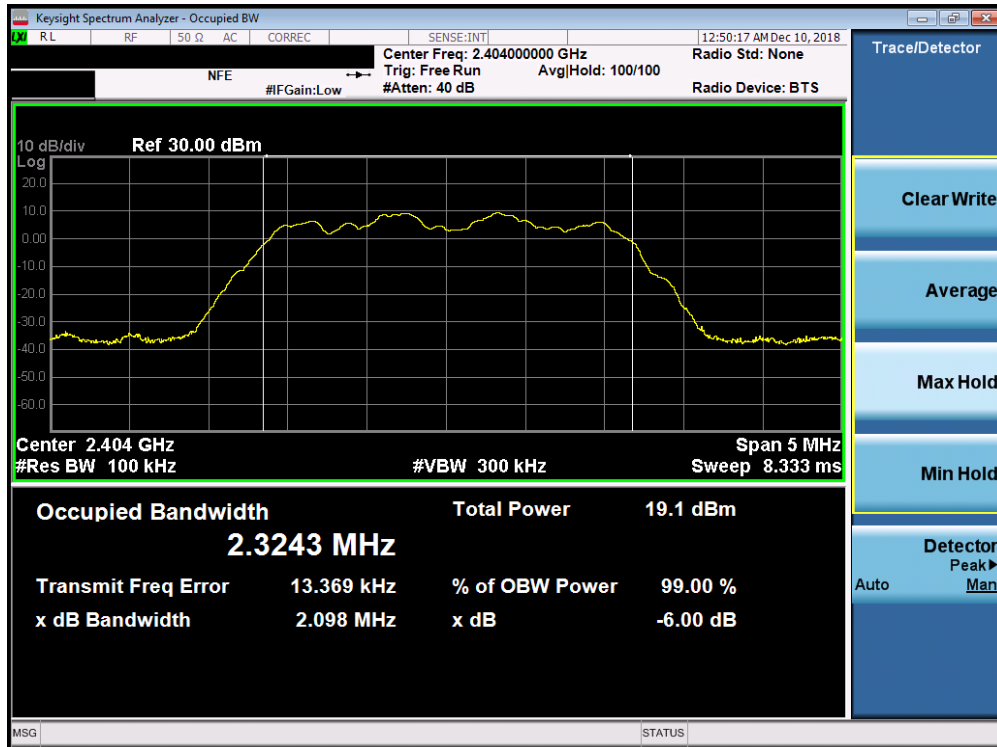 Keysight Spectrum Analyzer - Occupied BW
LXI RL RF 50 Ω AC CORREC SENSE:INT 12:50:17 AM Dec 10, 2018
Center Freq: 2.404000000 GHz Radio Std: None
NFE Trig: Free Run Avg|Hold: 100/100
#IFGain:Low #Atten: 40 dB Radio Device: BTS
10 dB/div Ref 30.00 dBm
Log
20.0
10.0
0.00
-10.0
-20.0
-30.0
-40.0
-50.0
-60.0
Center 2.404 GHz Span 5 MHz
#Res BW 100 kHz #VBW 300 kHz Sweep 8.333 ms
Occupied Bandwidth Total Power 19.1 dBm
2.3243 MHz
Transmit Freq Error 13.369 kHz % of OBW Power 99.00 %
x dB Bandwidth 2.098 MHz x dB -6.00 dB
MSG STATUS
Trace/Detector
Clear Write
Average
Max Hold
Min Hold
Detector
Peak▶
Auto Man